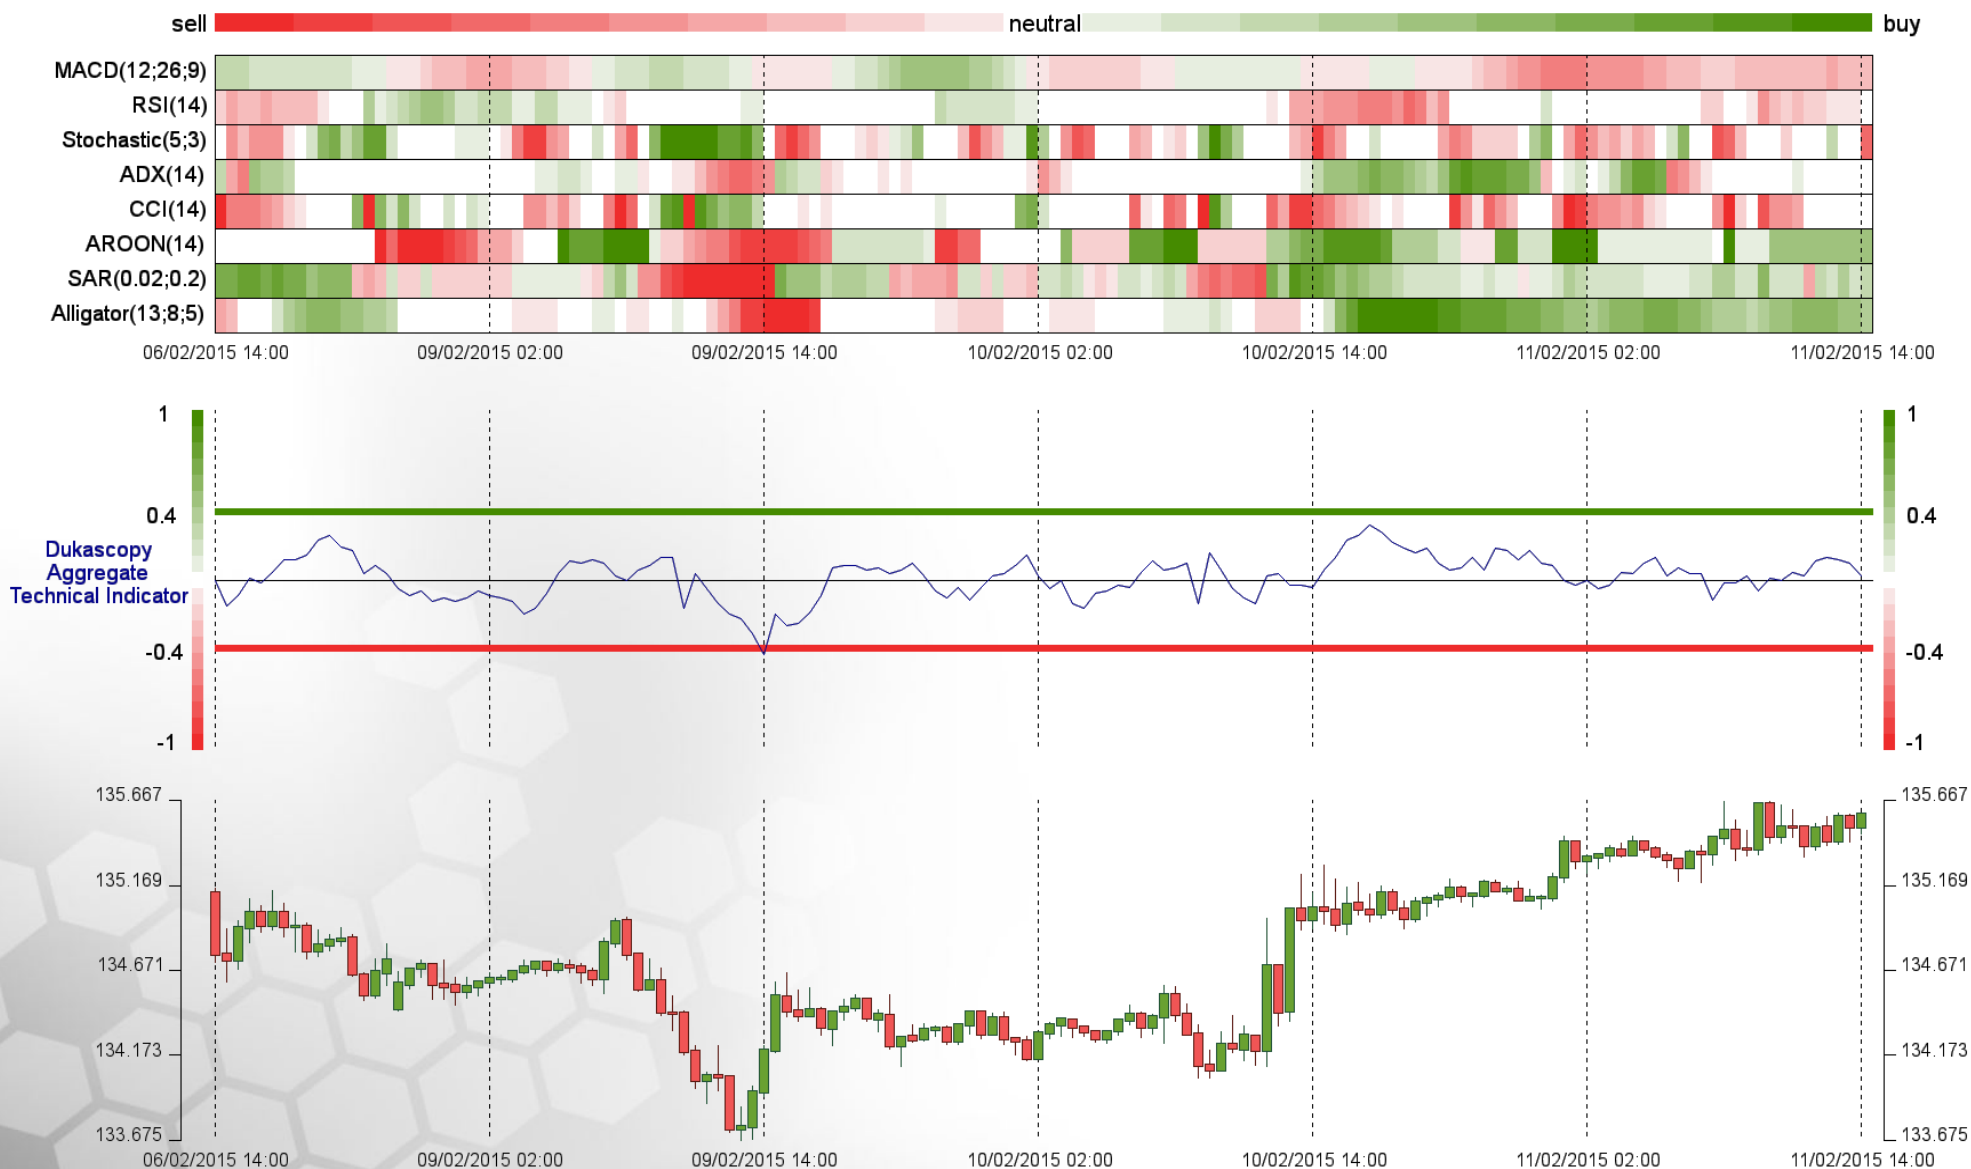 sell neutral buy
MACD(12;26;9)
RSI(14)
Stochastic(5;3)
ADX(14)
CCI(14)
AROON(14)
SAR(0.02;0.2)
Alligator(13;8;5)
06/02/2015 14:00 09/02/2015 02:00 09/02/2015 14:00 10/02/2015 02:00 10/02/2015 14:00 11/02/2015 02:00 11/02/2015 14:00
1 1
0.4 0.4
Dukascopy
Aggregate
Technical Indicator
-0.4 -0.4
-1 -1
135.667 135.667
135.169 135.169
134.671 134.671
134.173 134.173
133.675 133.675
06/02/2015 14:00 09/02/2015 02:00 09/02/2015 14:00 10/02/2015 02:00 10/02/2015 14:00 11/02/2015 02:00 11/02/2015 14:00